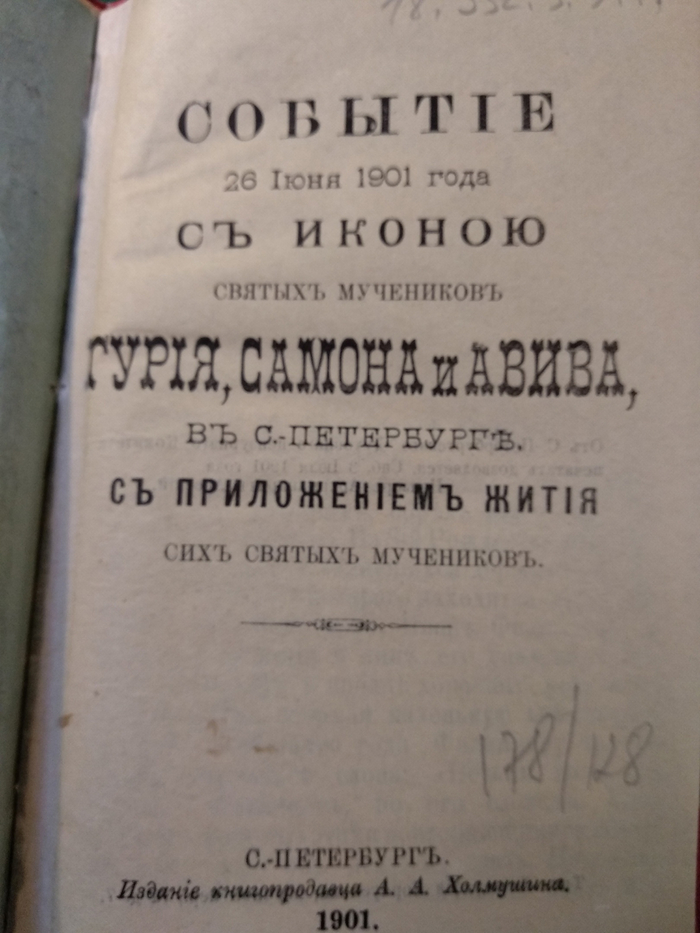 СОБЫТІЕ
26 Іюня 1901 года
СЪ ИКОНОЮ
СВЯТЫХЪ МУЧЕНИКОВЪ
ГУРІЯ, САМОНА и АВИВА,
ВЪ С.-ПЕТЕРБУРГѢ.
СЪ ПРИЛОЖЕНІЕМЪ ЖИТІЯ
СИХЪ СВЯТЫХЪ МУЧЕНИКОВЪ.
178/128
С.-ПЕТЕРБУРГЪ.
Изданіе книгопродавца А. А. Холмушина.
1901.